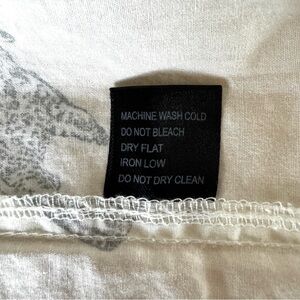 MACHINE WASH COLD
DO NOT BLEACH
DRY FLAT
IRON LOW
DO NOT DRY CLEAN